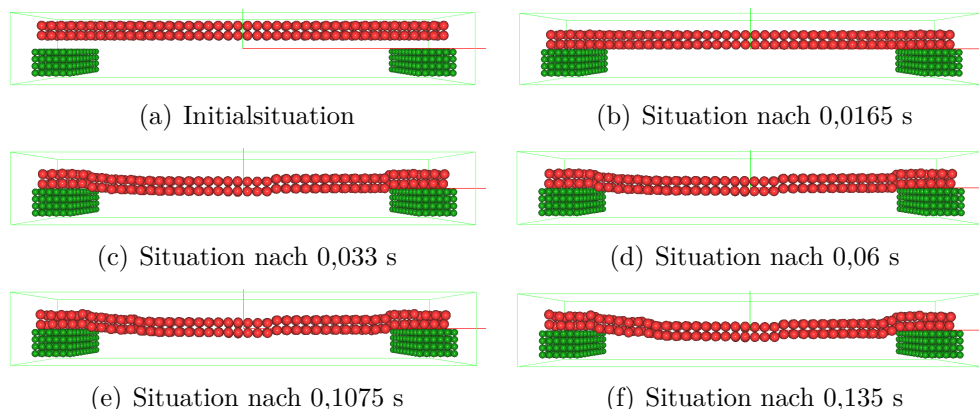 (a) Initialsituation
(b) Situation nach 0,0165 s
(c) Situation nach 0,033 s
(d) Situation nach 0,06 s
(e) Situation nach 0,1075 s
(f) Situation nach 0,135 s